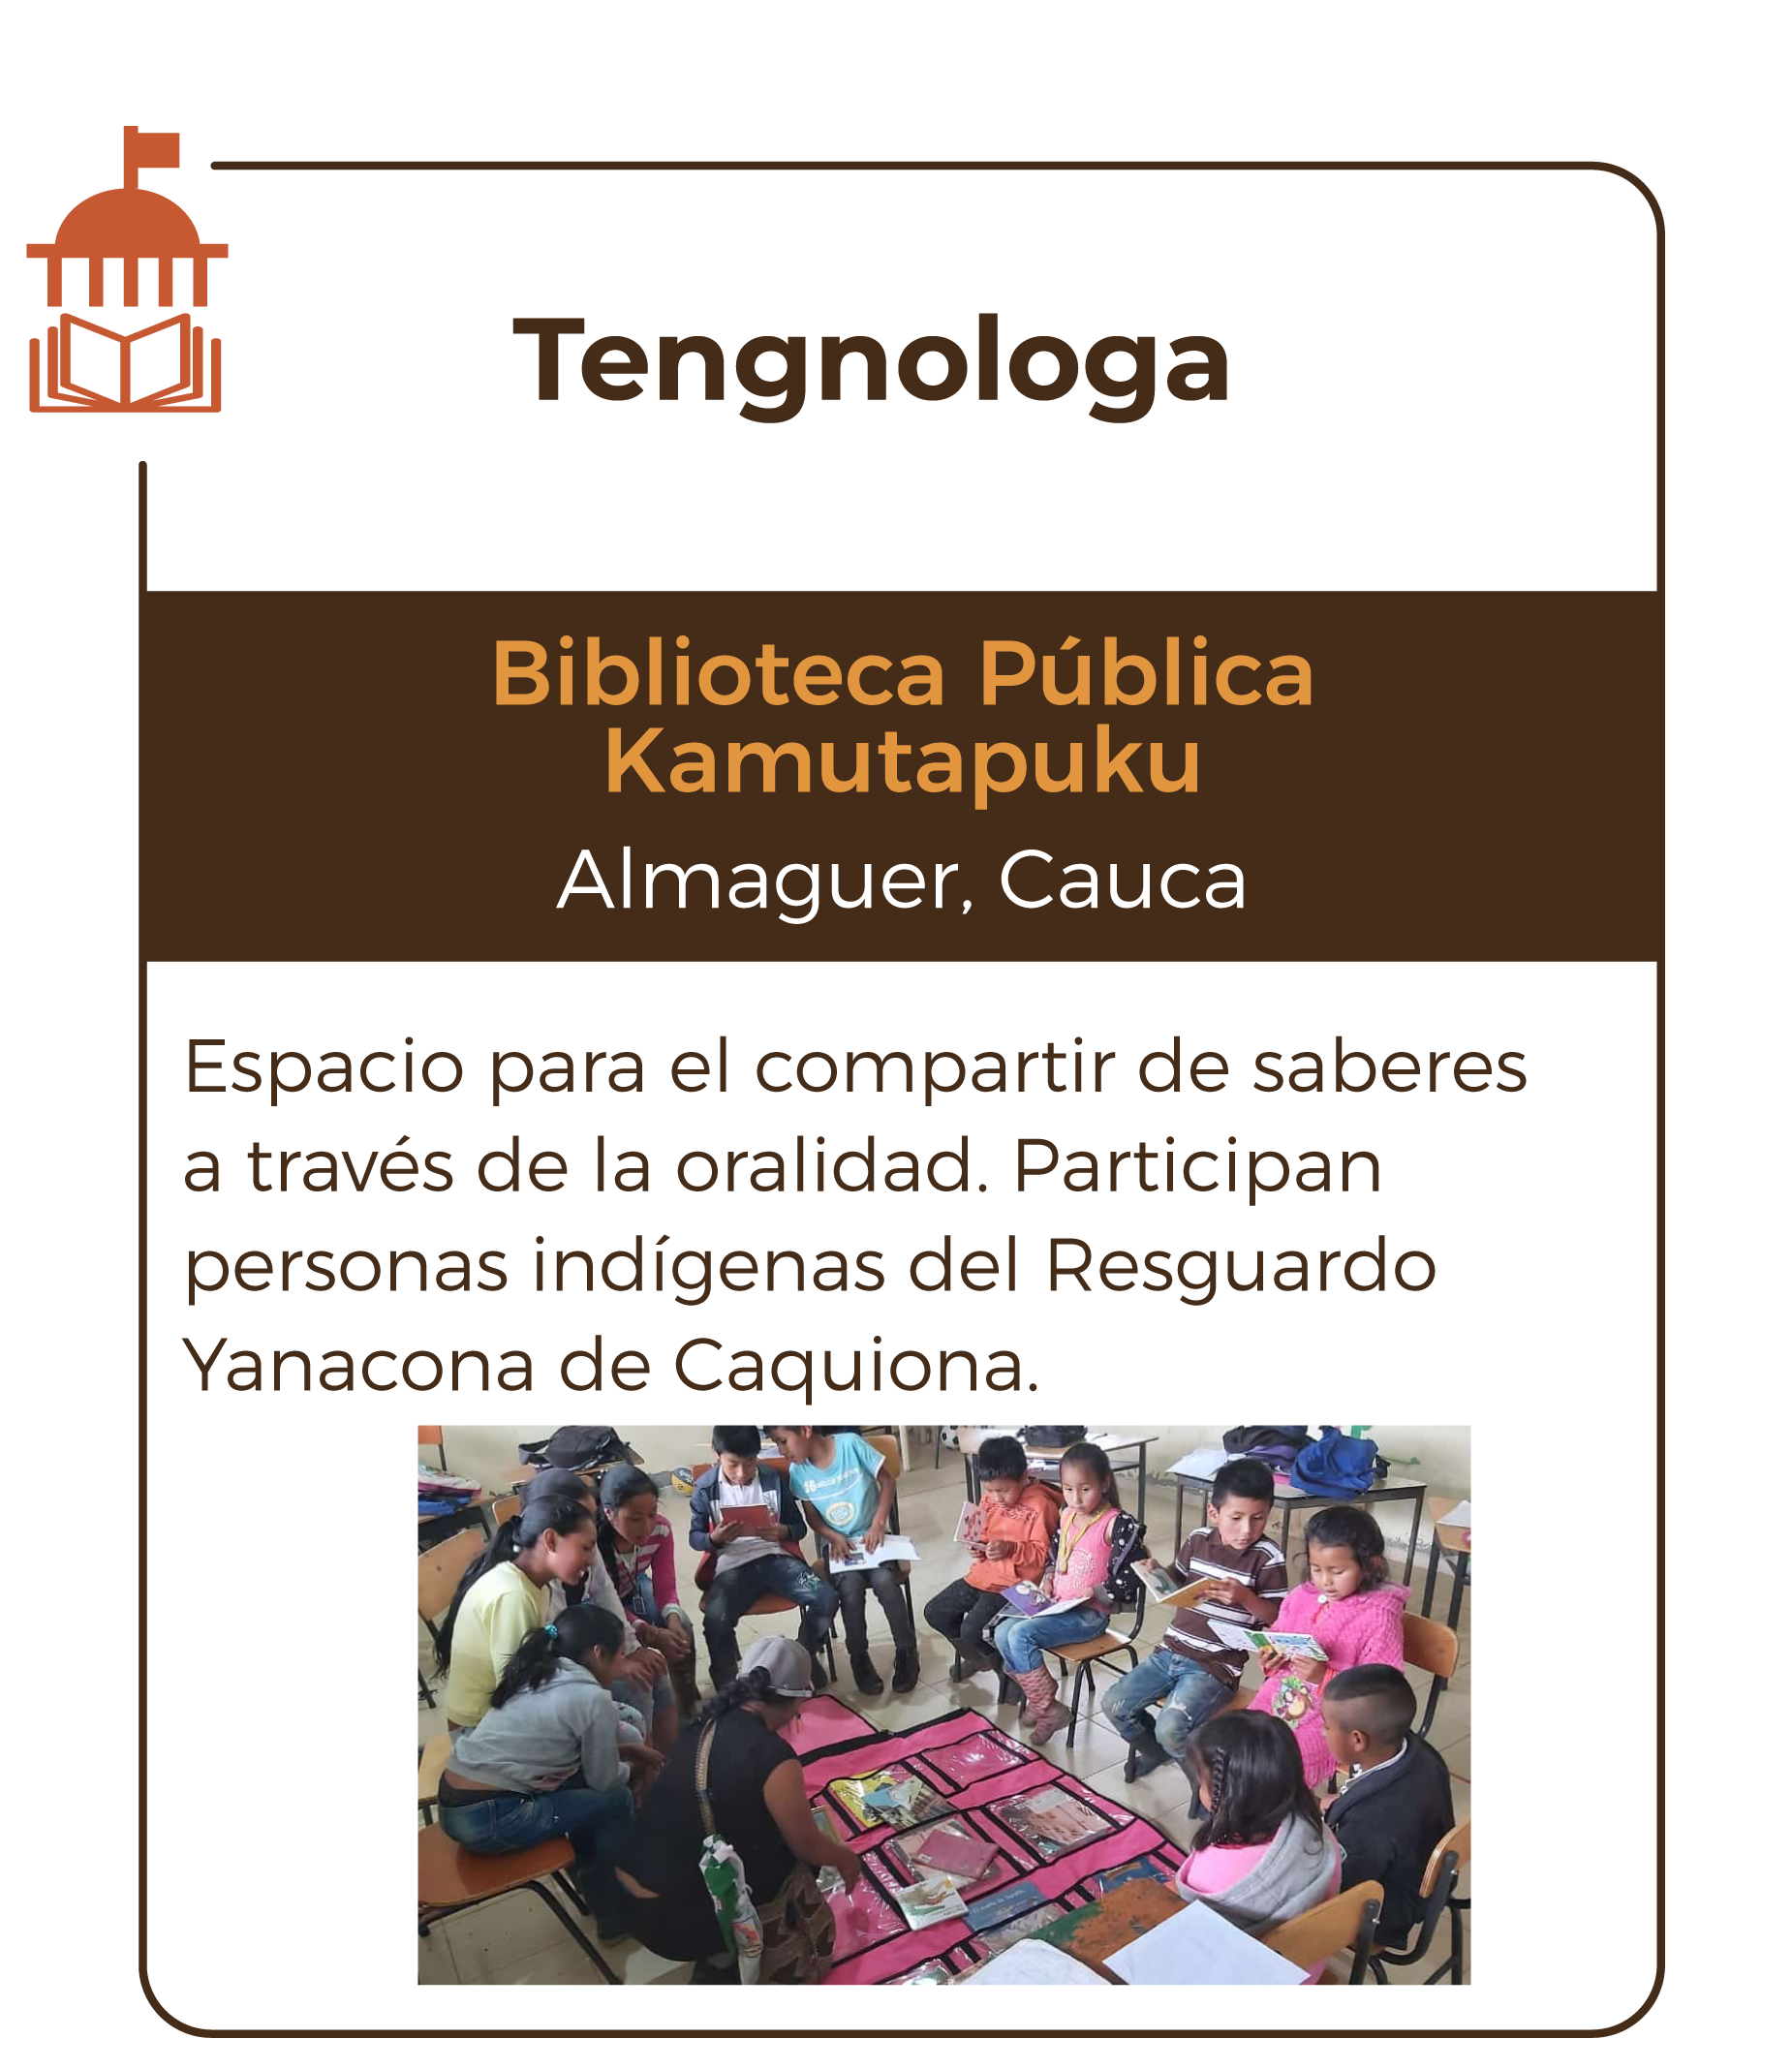 Tengnologa
Biblioteca Pública
Kamutapuku
Almaguer, Cauca
Espacio para el compartir de saberes
a través de la oralidad. Participan
personas indígenas del Resguardo
Yanacona de Caquiona.